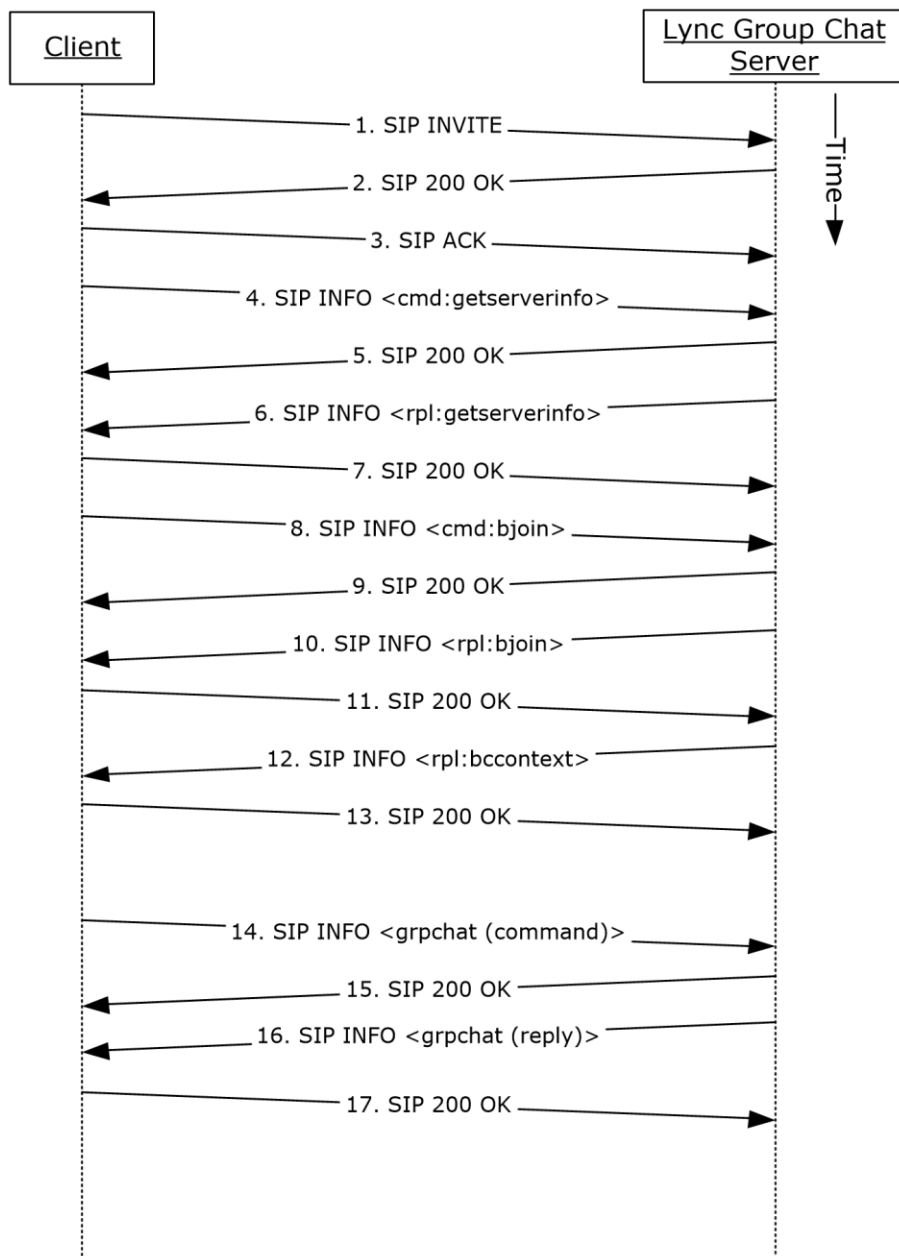 Client
Lync Group Chat
Server
Time
1. SIP INVITE
2. SIP 200 OK
3. SIP ACK
4. SIP INFO <cmd:getserverinfo>
5. SIP 200 OK
6. SIP INFO <rpl:getserverinfo>
7. SIP 200 OK
8. SIP INFO <cmd:bjoin>
9. SIP 200 OK
10. SIP INFO <rpl:bjoin>
11. SIP 200 OK
12. SIP INFO <rpl:bccontext>
13. SIP 200 OK
14. SIP INFO <grpchat (command)>
15. SIP 200 OK
16. SIP INFO <grpchat (reply)>
17. SIP 200 OK